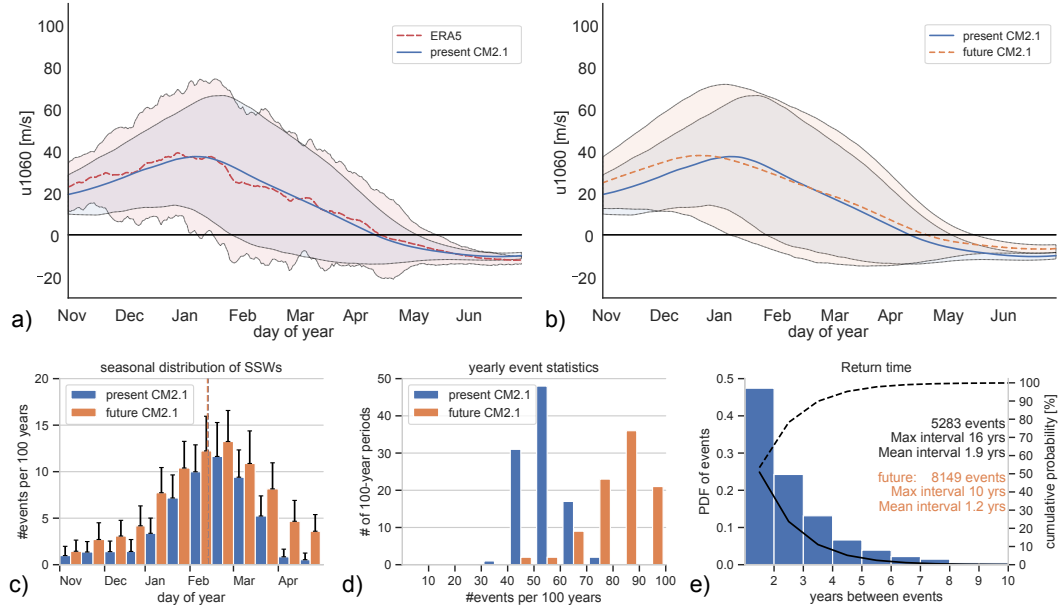 100
80
60
40
20
0
−20
u1060 [m/s]
ERA5
present CM2.1
Nov Dec Jan Feb Mar Apr May Jun
day of year
a)
100
80
60
40
20
0
−20
u1060 [m/s]
present CM2.1
future CM2.1
Nov Dec Jan Feb Mar Apr May Jun
day of year
b)
seasonal distribution of SSWs
20
15
10
5
0
#events per 100 years
present CM2.1
future CM2.1
Nov Dec Jan Feb Mar Apr
day of year
c)
yearly event statistics
50
40
30
20
10
0
# of 100-year periods
present CM2.1
future CM2.1
10 20 30 40 50 60 70 80 90 100
#events per 100 years
d)
Return time
0.5
0.4
0.3
0.2
0.1
0.0
PDF of events
5283 events
Max interval 16 yrs
Mean interval 1.9 yrs
future: 8149 events
Max interval 10 yrs
Mean interval 1.2 yrs
100
90
80
70
60
50
40
30
20
10
0
cumulative probability [%]
2 3 4 5 6 7 8 9 10
years between events
e)